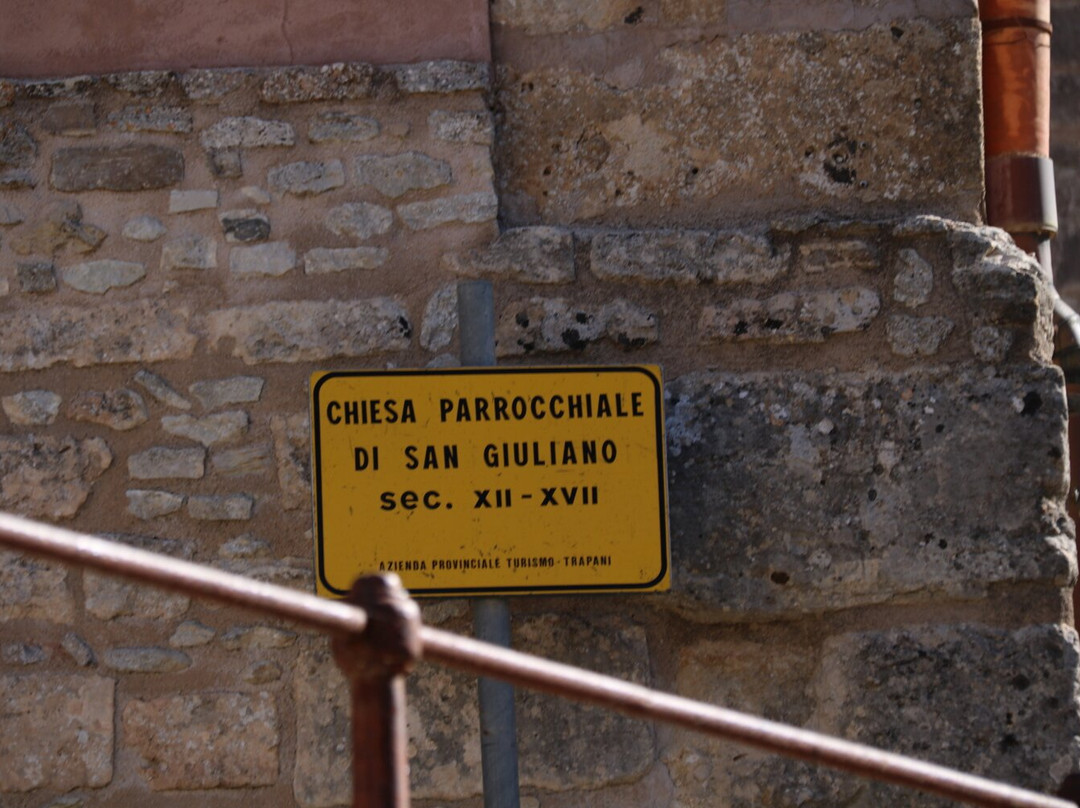 CHIESA PARROCCHIALE
DI SAN GIULIANO
sec. XII - XVII
AZIENDA PROVINCIALE TURISMO - TRAPANI